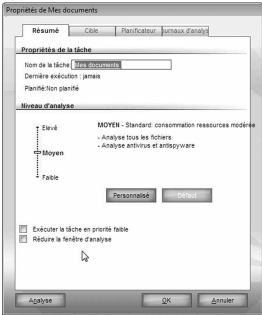 Propriétés de Mes documents
Résumé Cible Planificateur ournaux d'analys
Propriétés de la tâche
Nom de la tâche: Mes documents
Dernière exécution : jamais
Planifié:Non planifié
Niveau d'analyse
Elevé
Moyen
Faible
MOYEN - Standard: consommation ressources modérée
- Analyse tous les fichiers
- Analyse antivirus et antispyware
Personnalisé Défaut
Exécuter la tâche en priorité faible
Réduire la fenêtre d'analyse
Analyse OK Annuler